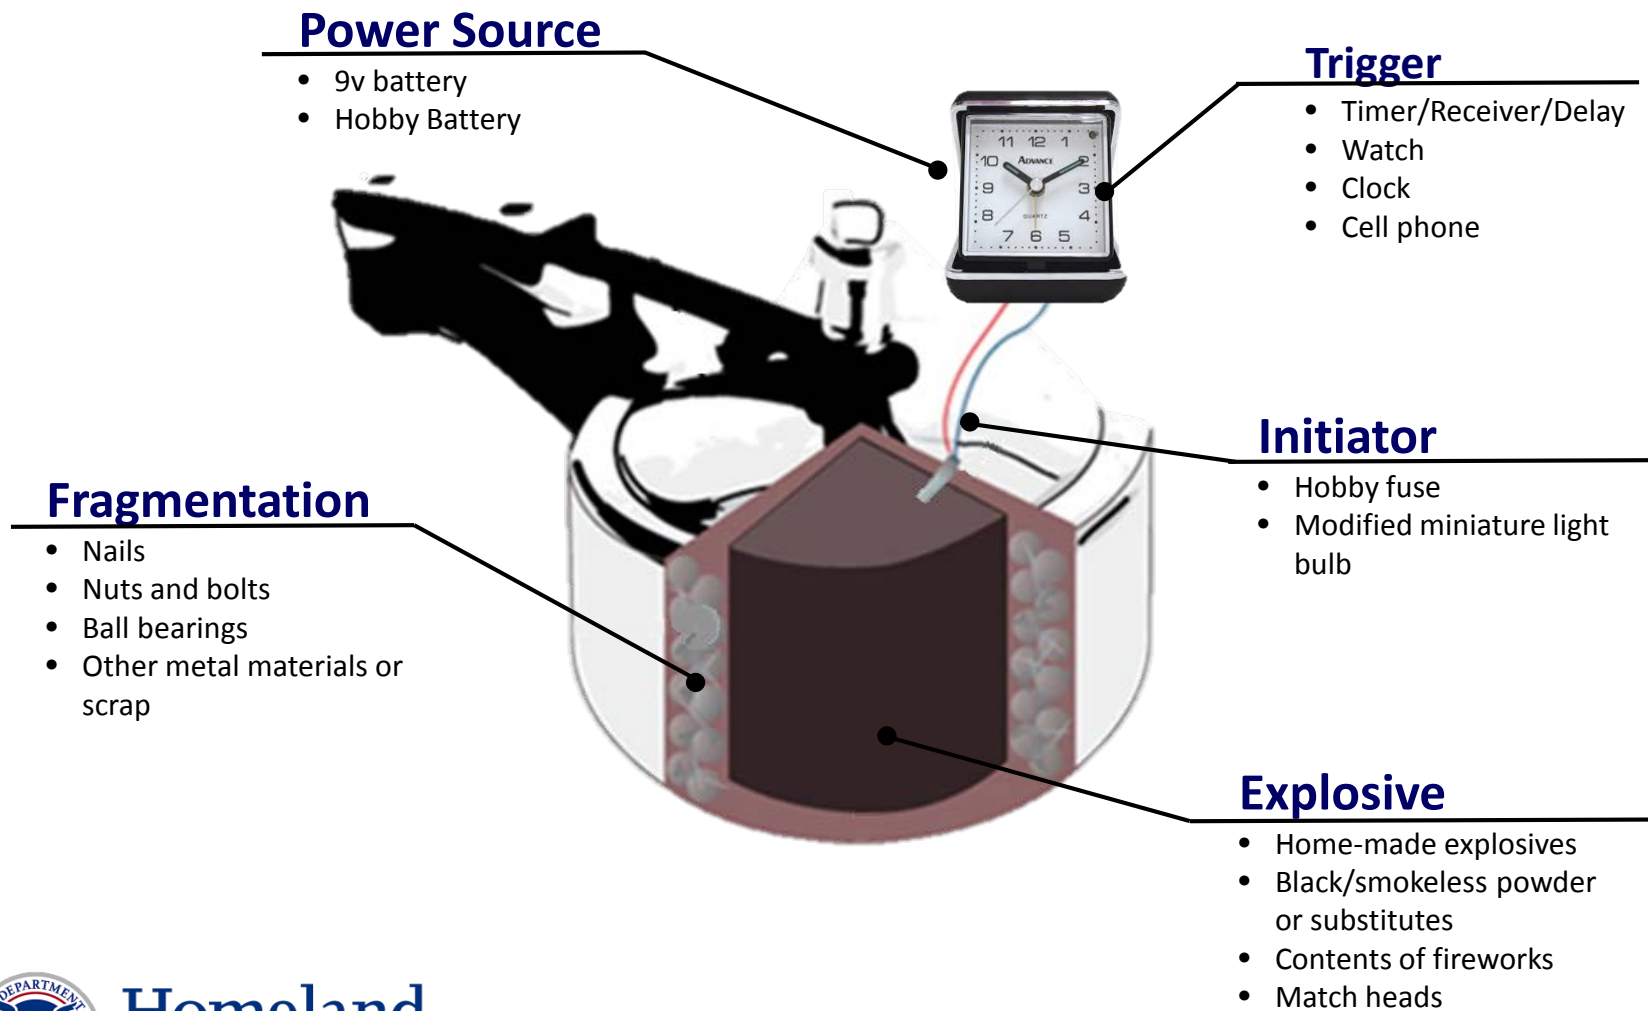 Power Source
• 9v battery
• Hobby Battery
Trigger
• Timer/Receiver/Delay
• Watch
• Clock
• Cell phone
11 12 1
10 ADVANCE 2
9 3
8 QUARTZ 4
7 6 5
Initiator
• Hobby fuse
• Modified miniature light
bulb
Fragmentation
• Nails
• Nuts and bolts
• Ball bearings
• Other metal materials or
scrap
Explosive
• Home-made explosives
• Black/smokeless powder
or substitutes
• Contents of fireworks
• Match heads
DEPARTMEN
Homeland